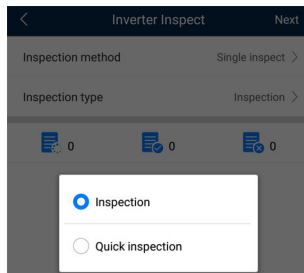 Inverter Inspect Next
Inspection method Single inspect
Inspection type Inspection
0 0 0
Inspection
Quick inspection